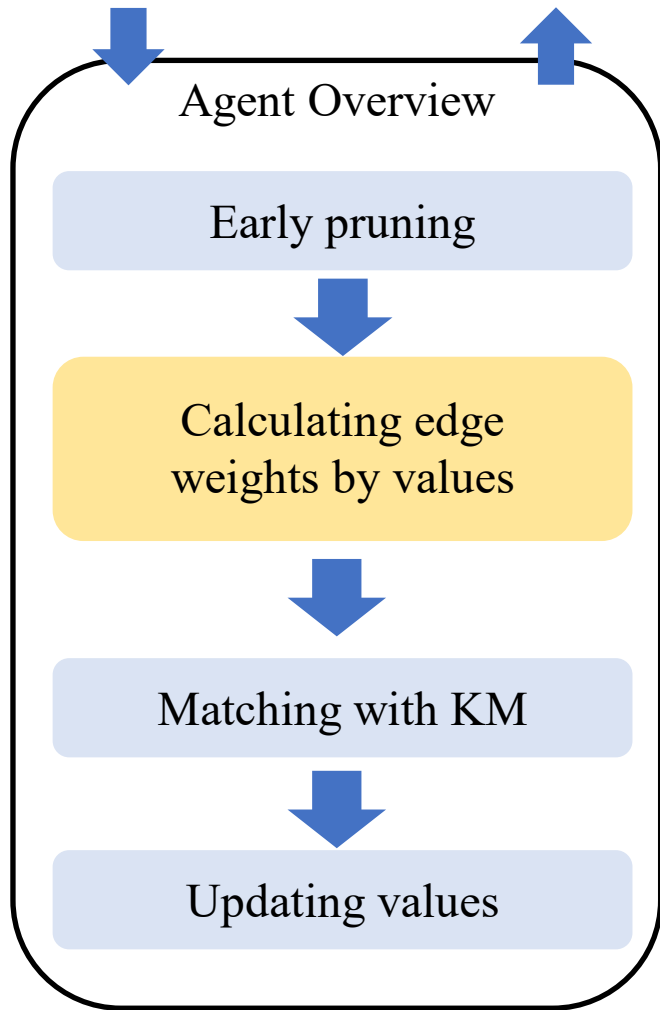 Agent Overview
Early pruning
Calculating edge
weights by values
Matching with KM
Updating values